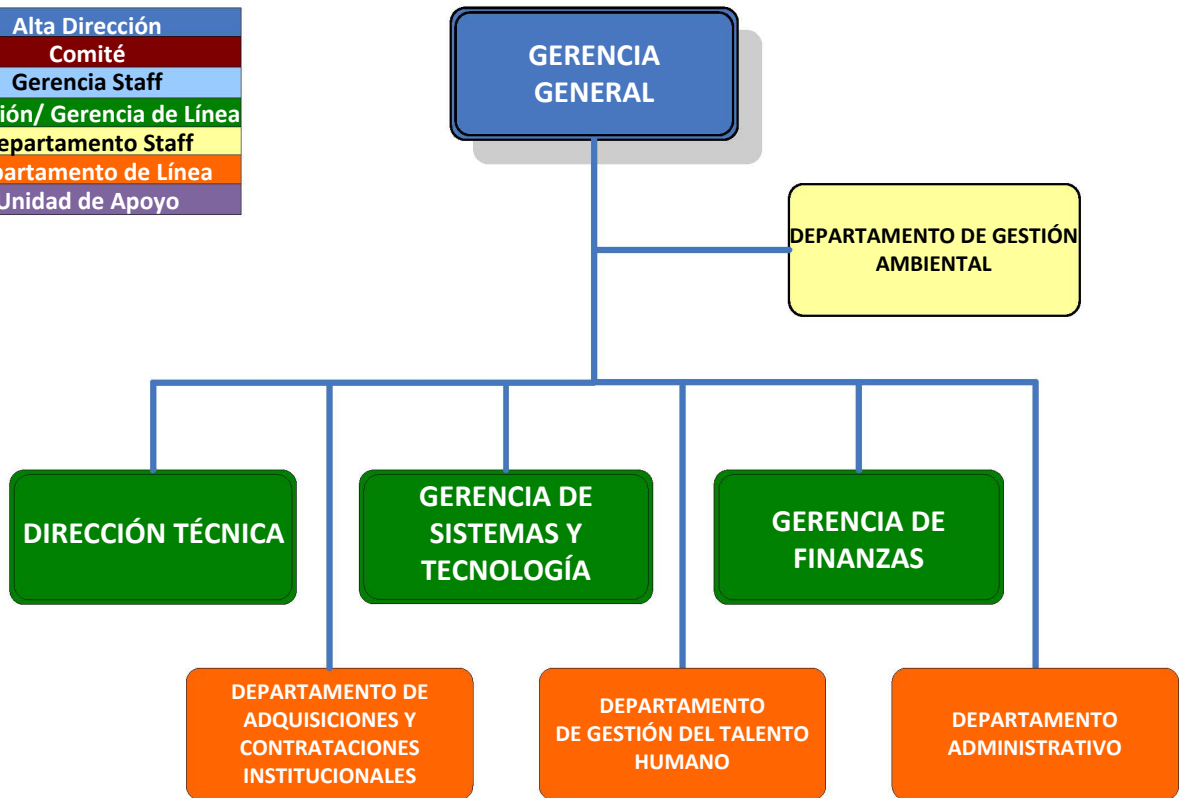 Alta Dirección
Comité
Gerencia Staff
ión/ Gerencia de Línea
epartamento Staff
partamento de Línea
Unidad de Apoyo
GERENCIA
GENERAL
DEPARTAMENTO DE GESTIÓN
AMBIENTAL
DIRECCIÓN TÉCNICA
GERENCIA DE
SISTEMAS Y
TECNOLOGÍA
GERENCIA DE
FINANZAS
DEPARTAMENTO DE
ADQUISICIONES Y
CONTRATACIONES
INSTITUCIONALES
DEPARTAMENTO
DE GESTIÓN DEL TALENTO
HUMANO
DEPARTAMENTO
ADMINISTRATIVO